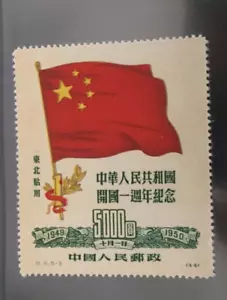 東北貼用
中華人民共和國
開國一週年紀念
5000圓
1949 1950
十月一日
中國人民郵政